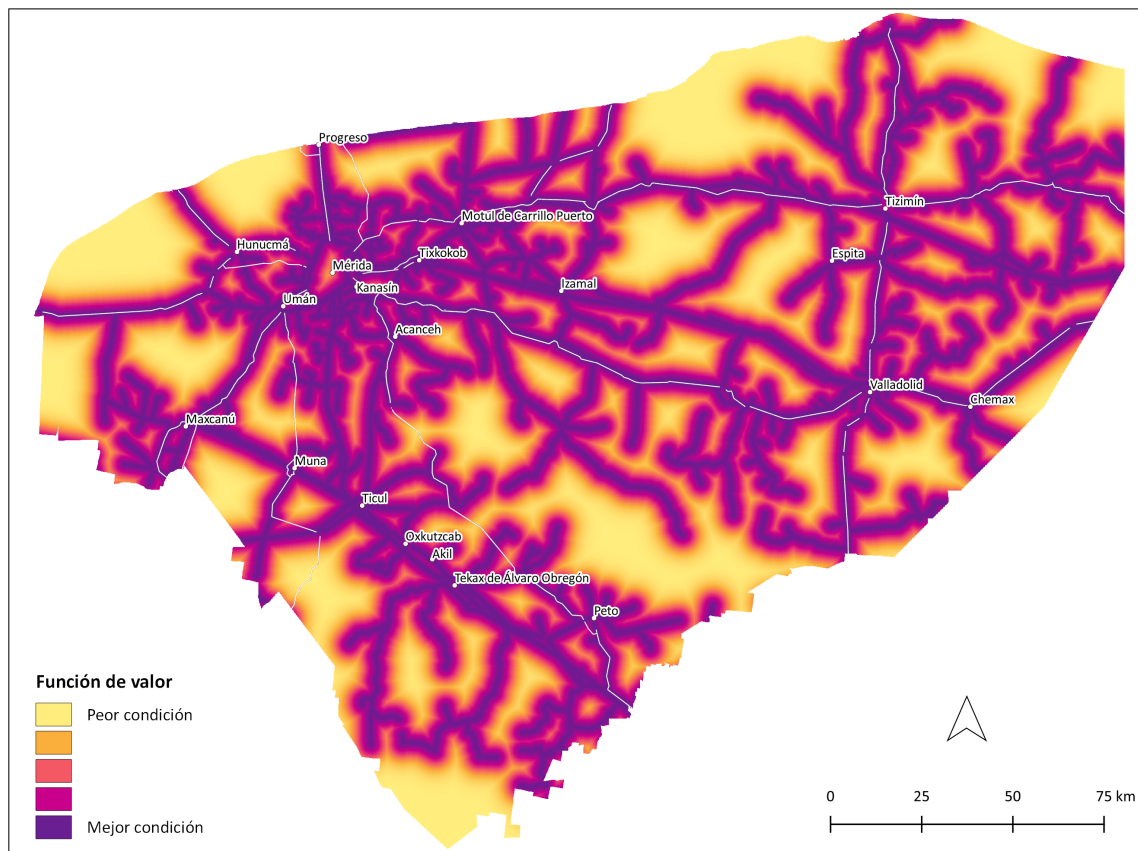 Progreso
Motul de Carrillo Puerto
Tizimín
Hunucmá
Tixkokob
Espita
Mérida
Kanasín
Izamal
Umán
Acanceh
Valladolid
Chemax
Maxcanú
Muna
Ticul
Oxkutzcab
Akil
Tekax de Álvaro Obregón
Peto
Función de valor
Peor condición
Mejor condición
0 25 50 75 km